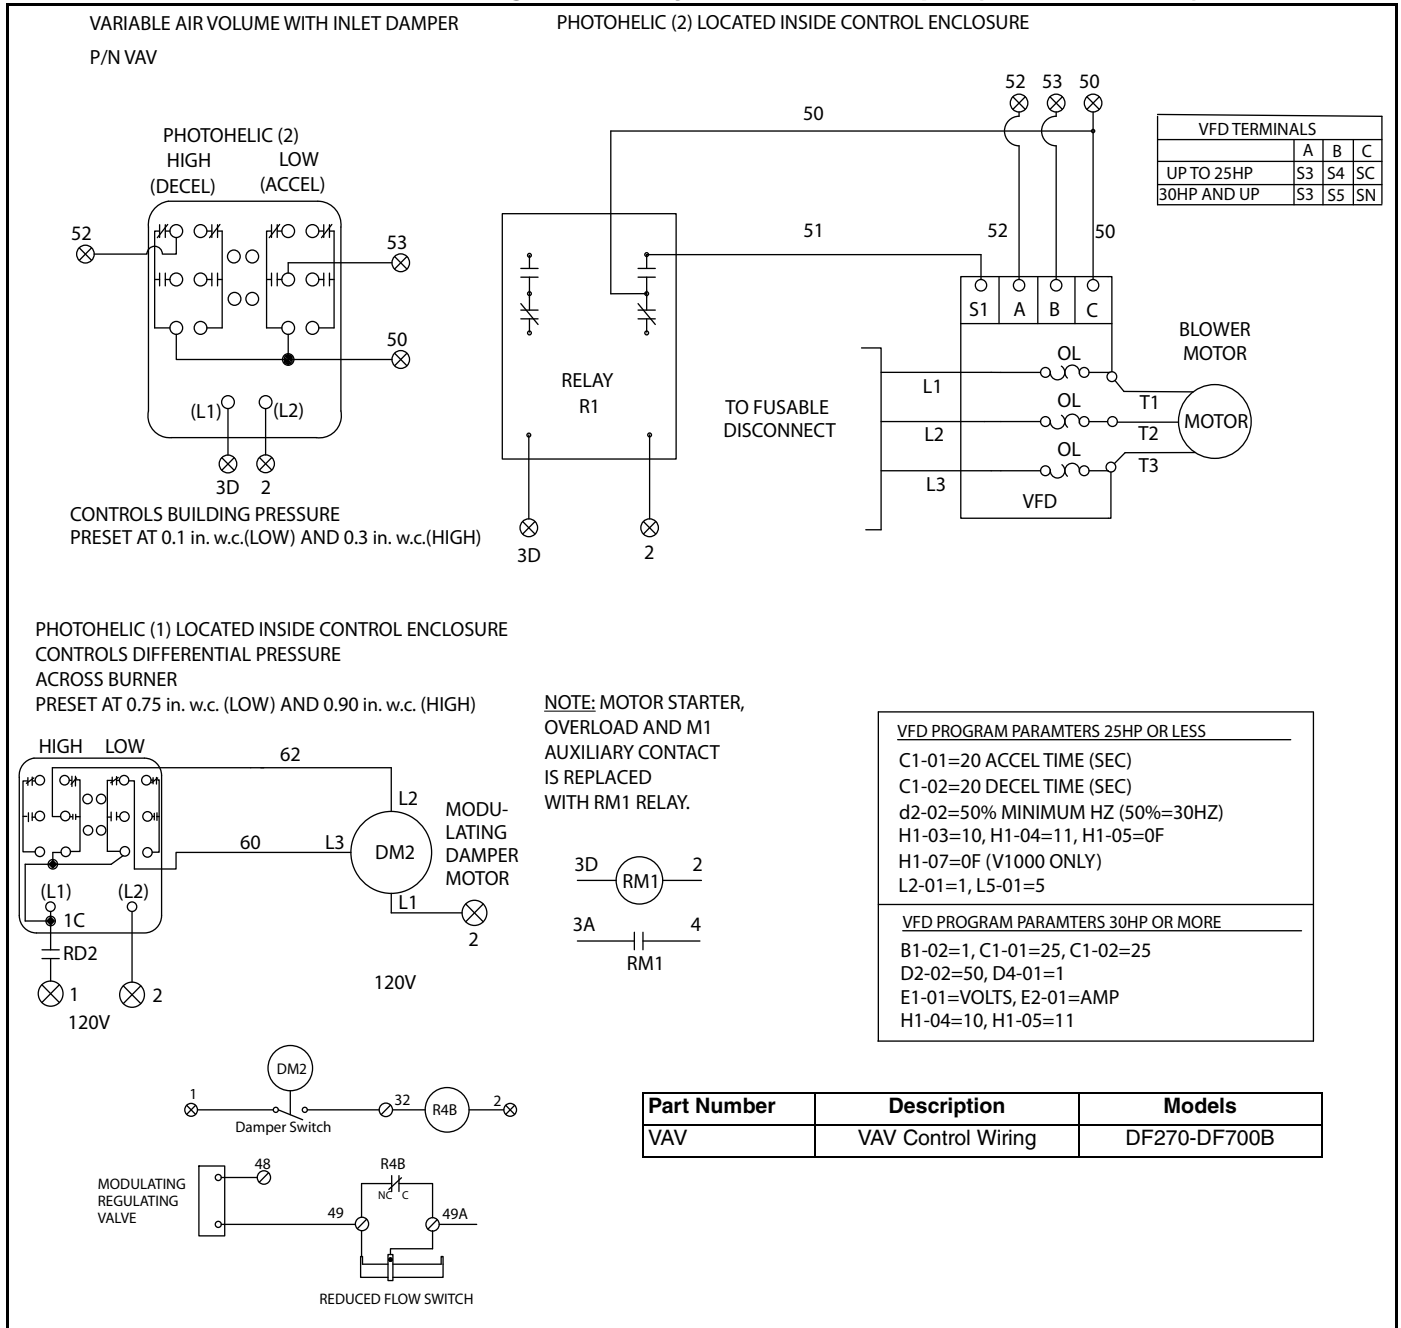 VARIABLE AIR VOLUME WITH INLET DAMPER
P/N VAV
PHOTOHELIC (2) LOCATED INSIDE CONTROL ENCLOSURE
PHOTOHELIC (2)
HIGH LOW
(DECEL) (ACCEL)
52
53
50
(L1) (L2)
3D 2
CONTROLS BUILDING PRESSURE
PRESET AT 0.1 in. w.c.(LOW) AND 0.3 in. w.c.(HIGH)
52 53 50
50
51
52
50
RELAY
R1
3D
2
S1 A B C
TO FUSABLE
DISCONNECT
L1
L2
L3
OL
OL
OL
VFD
T1
T2
T3
BLOWER
MOTOR
MOTOR
VFD TERMINALS
A B C
UP TO 25HP S3 S4 SC
30HP AND UP S3 S5 SN
PHOTOHELIC (1) LOCATED INSIDE CONTROL ENCLOSURE
CONTROLS DIFFERENTIAL PRESSURE
ACROSS BURNER
PRESET AT 0.75 in. w.c. (LOW) AND 0.90 in. w.c. (HIGH)
HIGH LOW
62
60
L2
L3
DM2
L1
MODU-
LATING
DAMPER
MOTOR
2
120V
(L1) (L2)
1C
RD2
1
2
120V
NOTE: MOTOR STARTER,
OVERLOAD AND M1
AUXILIARY CONTACT
IS REPLACED
WITH RM1 RELAY.
3D RM1 2
3A 4
RM1
VFD PROGRAM PARAMTERS 25HP OR LESS
C1-01=20 ACCEL TIME (SEC)
C1-02=20 DECEL TIME (SEC)
d2-02=50% MINIMUM HZ (50%=30HZ)
H1-03=10, H1-04=11, H1-05=0F
H1-07=0F (V1000 ONLY)
L2-01=1, L5-01=5
VFD PROGRAM PARAMTERS 30HP OR MORE
B1-02=1, C1-01=25, C1-02=25
D2-02=50, D4-01=1
E1-01=VOLTS, E2-01=AMP
H1-04=10, H1-05=11
DM2
1
Damper Switch
32
R4B
2
MODULATING
REGULATING
VALVE
48
49
R4B
NC C
49A
REDUCED FLOW SWITCH
Part Number Description Models
VAV VAV Control Wiring DF270-DF700B